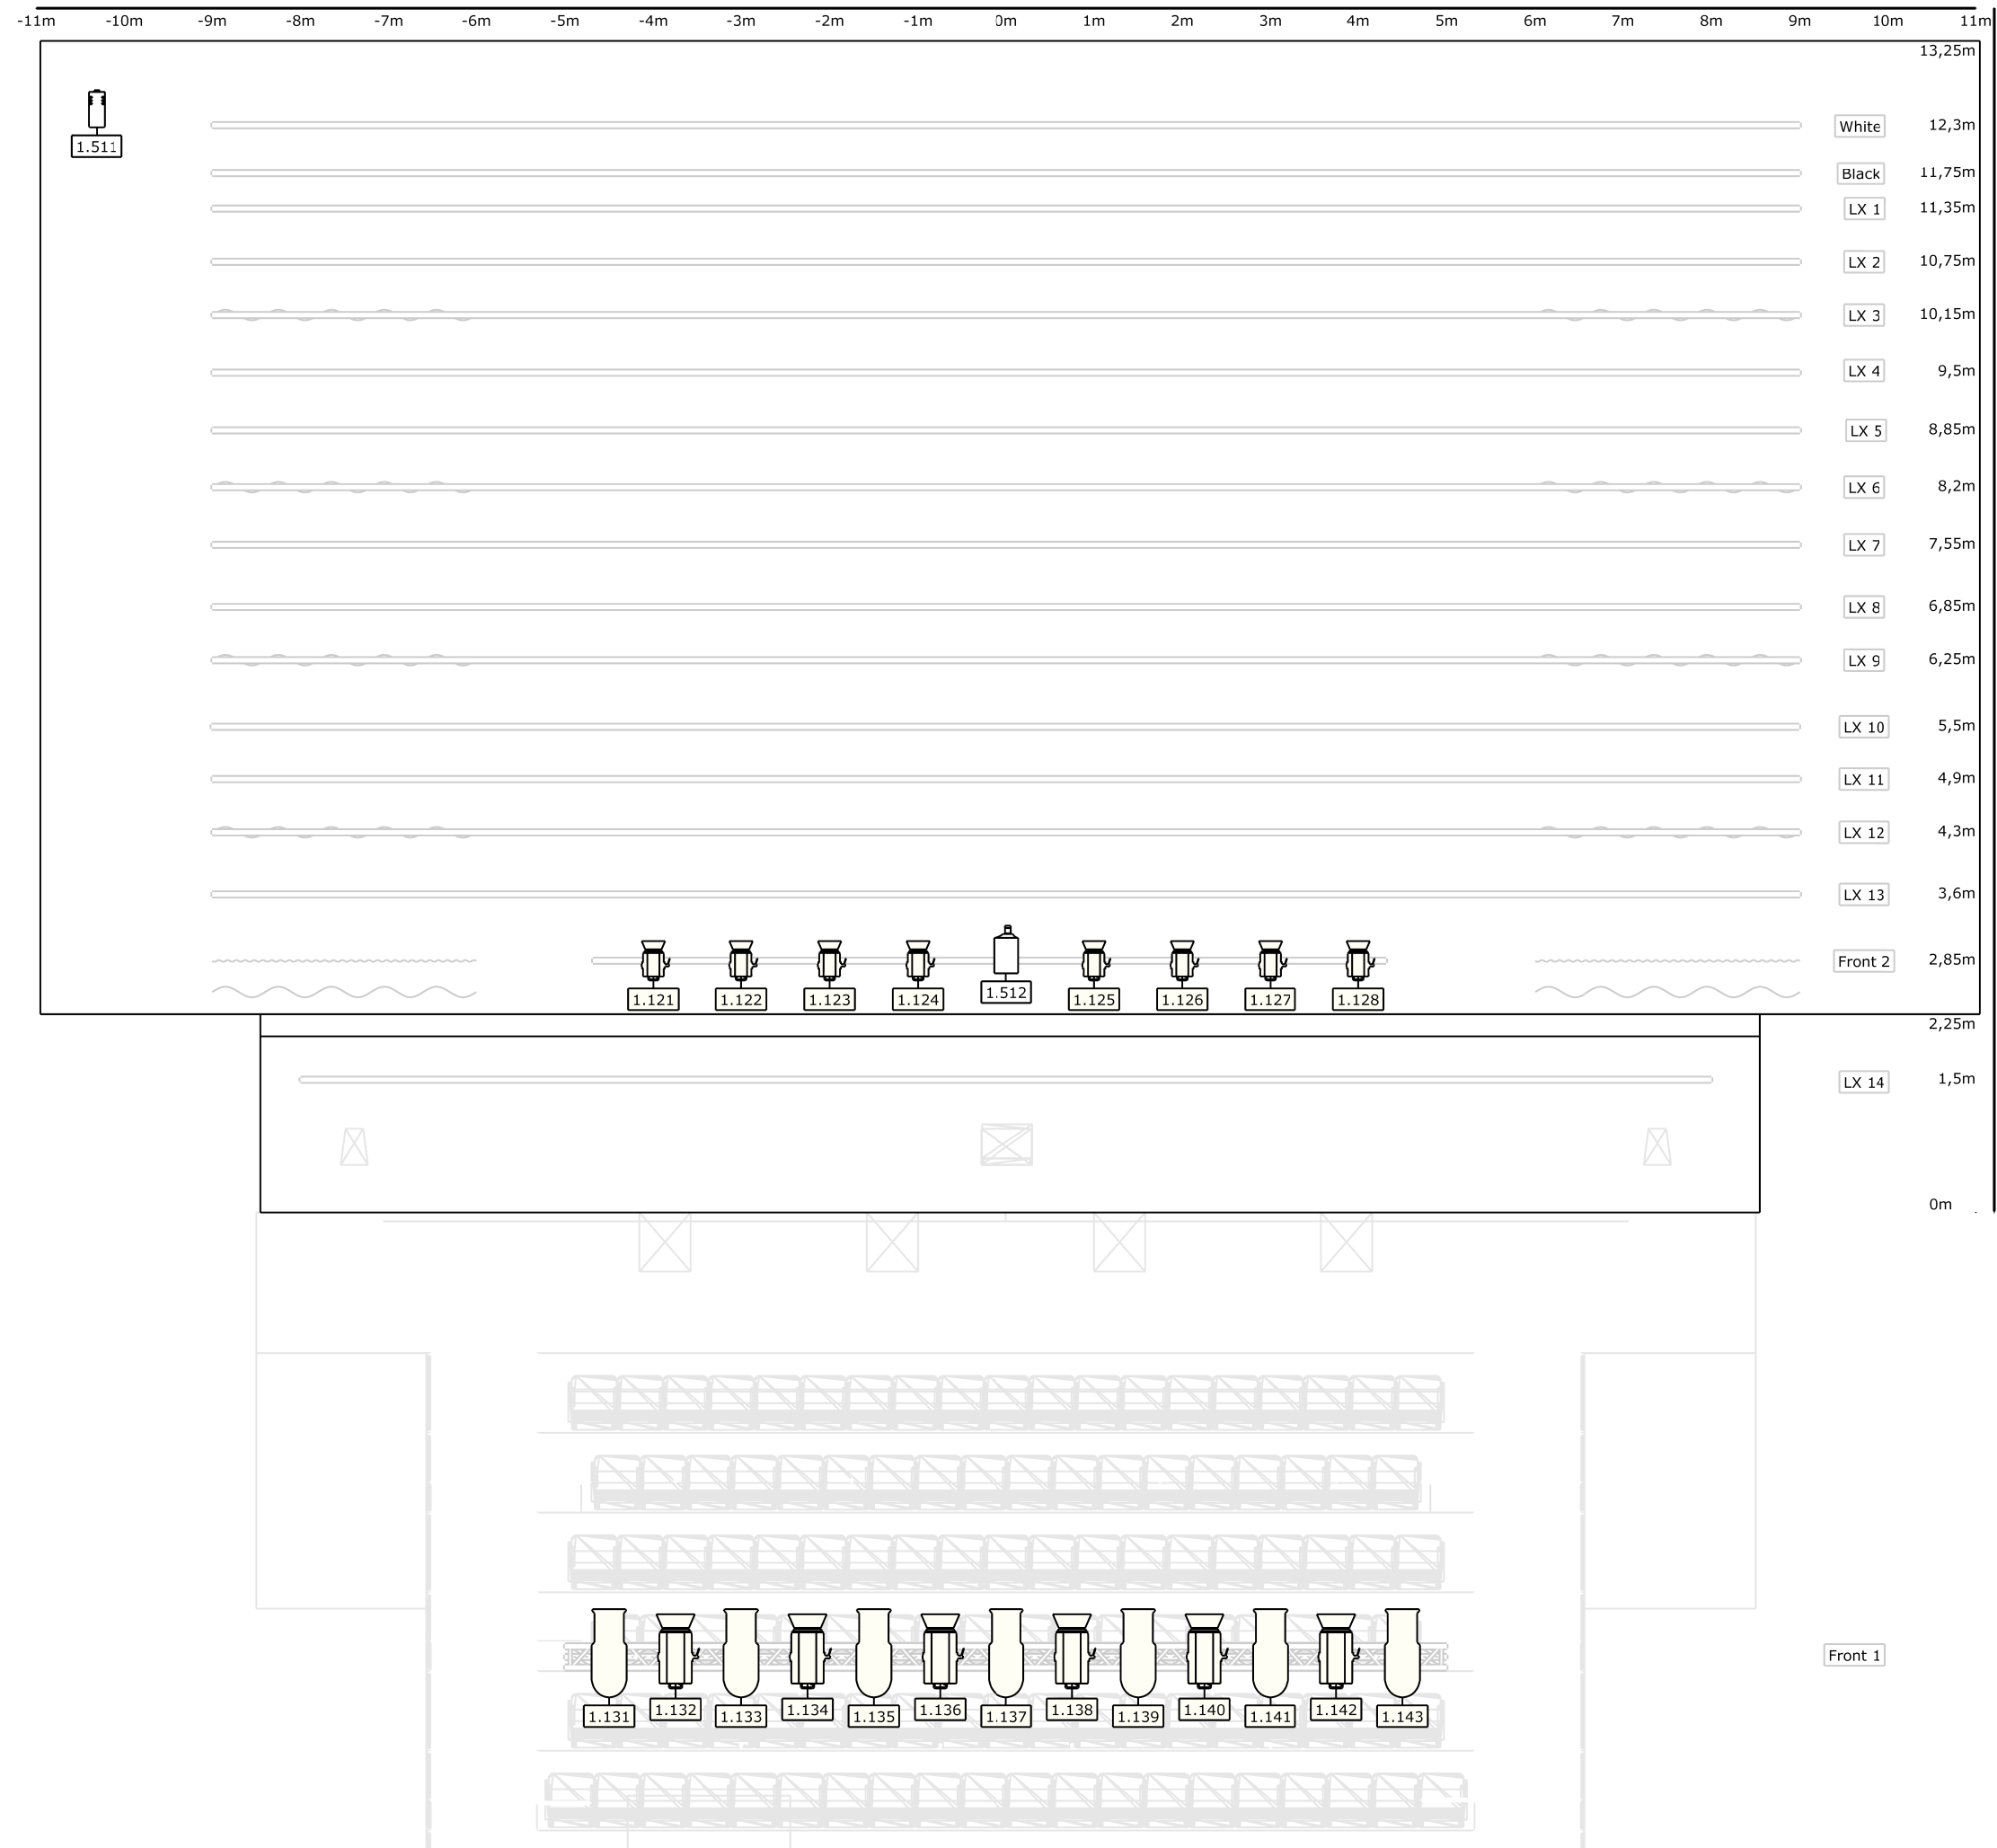 -11m -10m -9m -8m -7m -6m -5m -4m -3m -2m -1m 0m 1m 2m 3m 4m 5m 6m 7m 8m 9m 10m 11m
13,25m
1.511
White 12,3m
Black 11,75m
LX 1 11,35m
LX 2 10,75m
LX 3 10,15m
LX 4 9,5m
LX 5 8,85m
LX 6 8,2m
LX 7 7,55m
LX 8 6,85m
LX 9 6,25m
LX 10 5,5m
LX 11 4,9m
LX 12 4,3m
LX 13 3,6m
Front 2 2,85m
1.121 1.122 1.123 1.124 1.512 1.125 1.126 1.127 1.128
2,25m
LX 14 1,5m
0m
Front 1
1.131 1.132 1.133 1.134 1.135 1.136 1.137 1.138 1.139 1.140 1.141 1.142 1.143